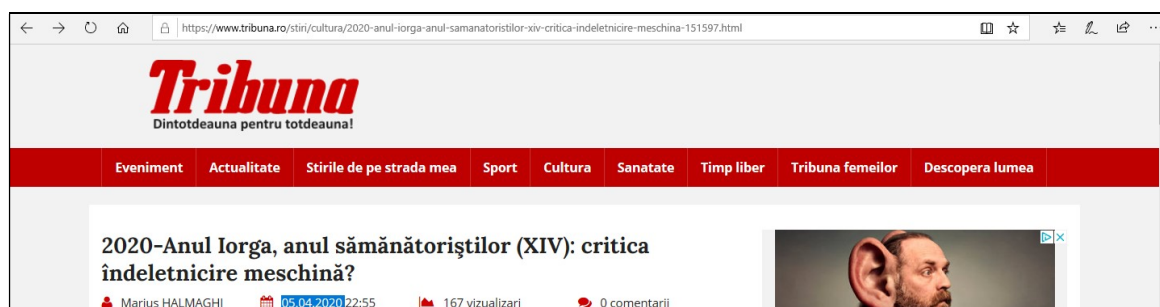 https://www.tribuna.ro/stiri/cultura/2020-anul-iorga-anul-samanatoristilor-xiv-critica-indeletnicire-meschina-151597.html
Tribuna
Dintotdeauna pentru totdeauna!
Eveniment Actualitate Stirile de pe strada mea Sport Cultura Sanatate Timp liber Tribuna femeilor Descopera lumea
2020-Anul Iorga, anul sămănătoriştilor (XIV): critica
îndeletnicire meschină?
Marius HALMAGHI 05.04.2020 22:55 167 vizualizari 0 comentarii